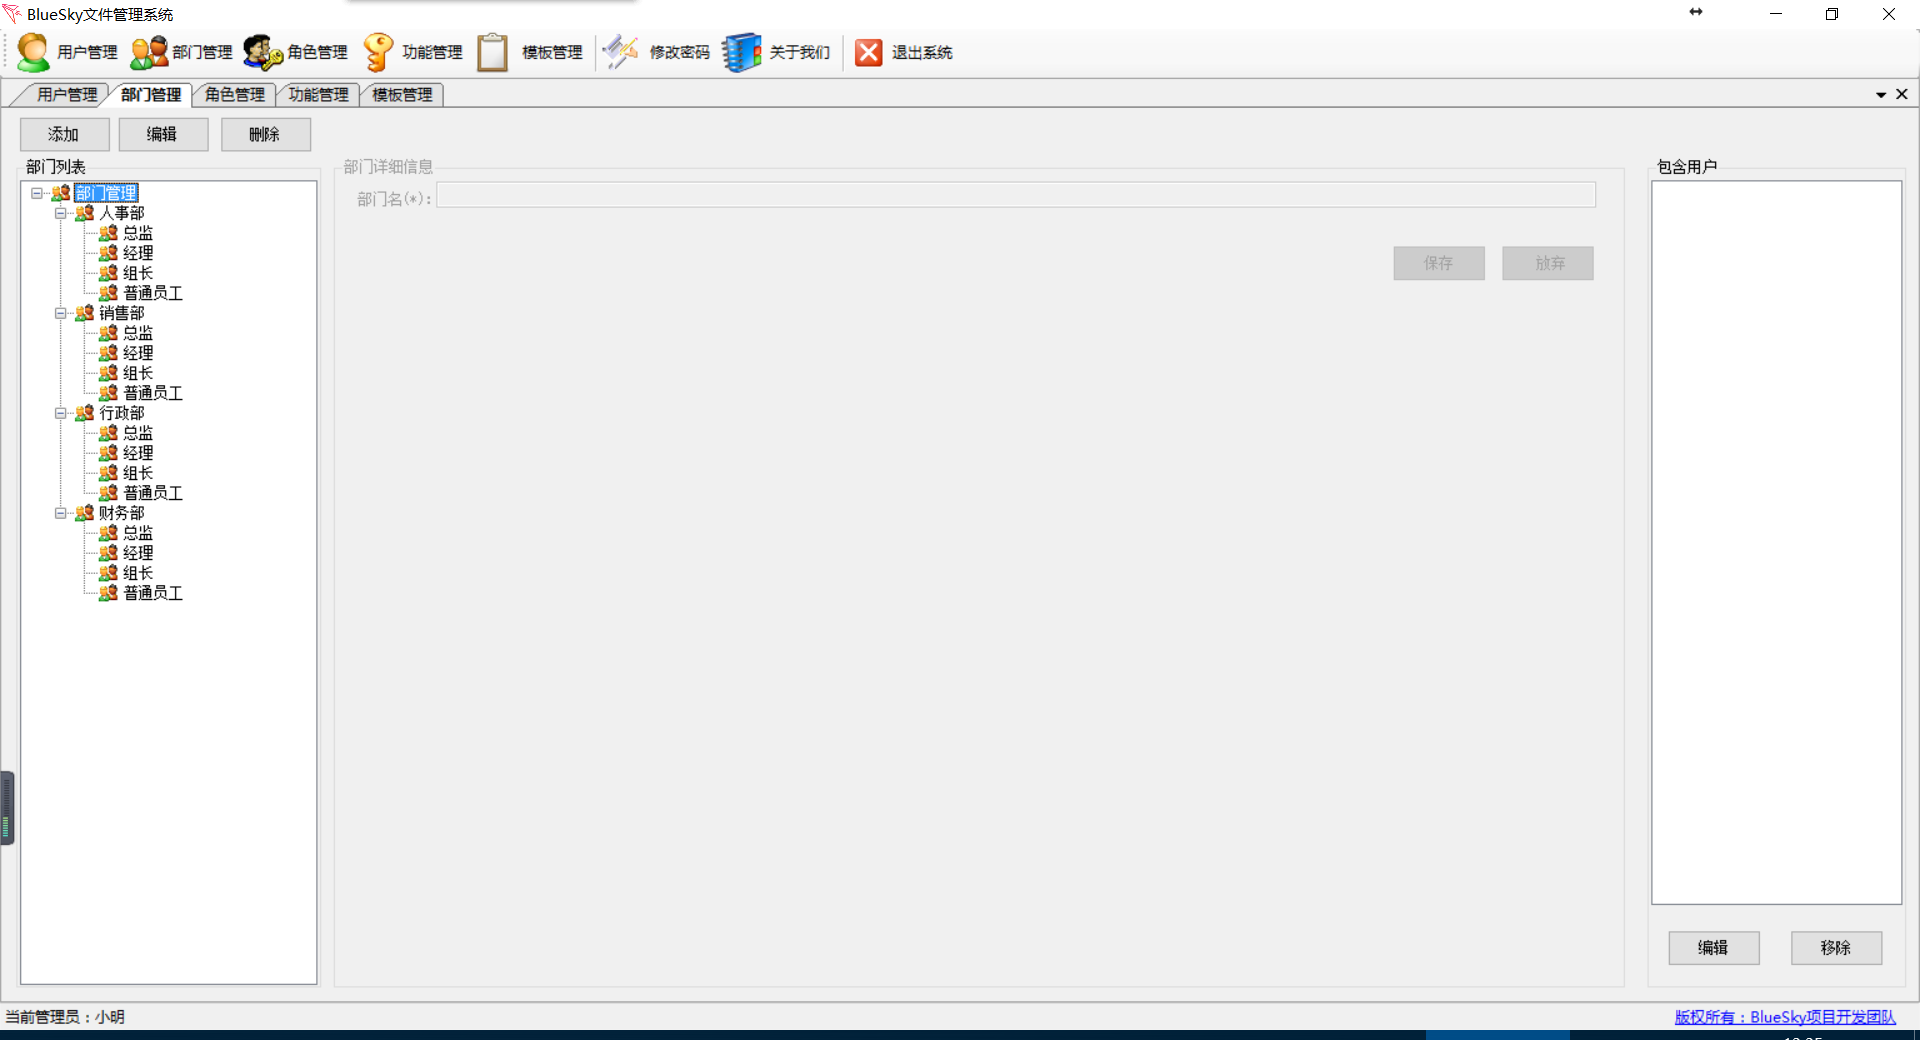 BlueSky文件管理系统
用户管理 部门管理 角色管理 功能管理 模板管理 修改密码 关于我们 退出系统
用户管理 部门管理 角色管理 功能管理 模板管理
添加 编辑 删除
部门列表
部门管理
人事部
总监
经理
组长
普通员工
销售部
总监
经理
组长
普通员工
行政部
总监
经理
组长
普通员工
财务部
总监
经理
组长
普通员工
部门详细信息
部门名(*):
保存 放弃
包含用户
编辑 移除
当前管理员：小明
版权所有：BlueSky项目开发团队